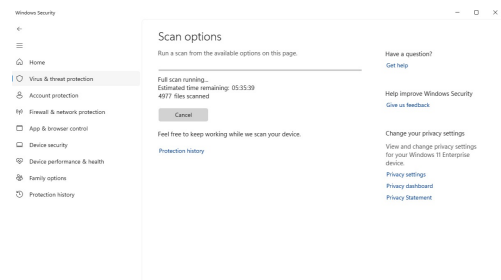 Windows Security
Home
Virus & threat protection
Account protection
Firewall & network protection
App & browser control
Device security
Device performance & health
Family options
Protection history
Scan options
Run a scan from the available options on this page.
Full scan running...
Estimated time remaining: 05:35:39
4977 files scanned
Cancel
Feel free to keep working while we scan your device.
Protection history
Have a question?
Get help
Help improve Windows Security
Give us feedback
Change your privacy settings
View and change privacy settings
for your Windows 11 Enterprise
device.
Privacy settings
Privacy dashboard
Privacy Statement